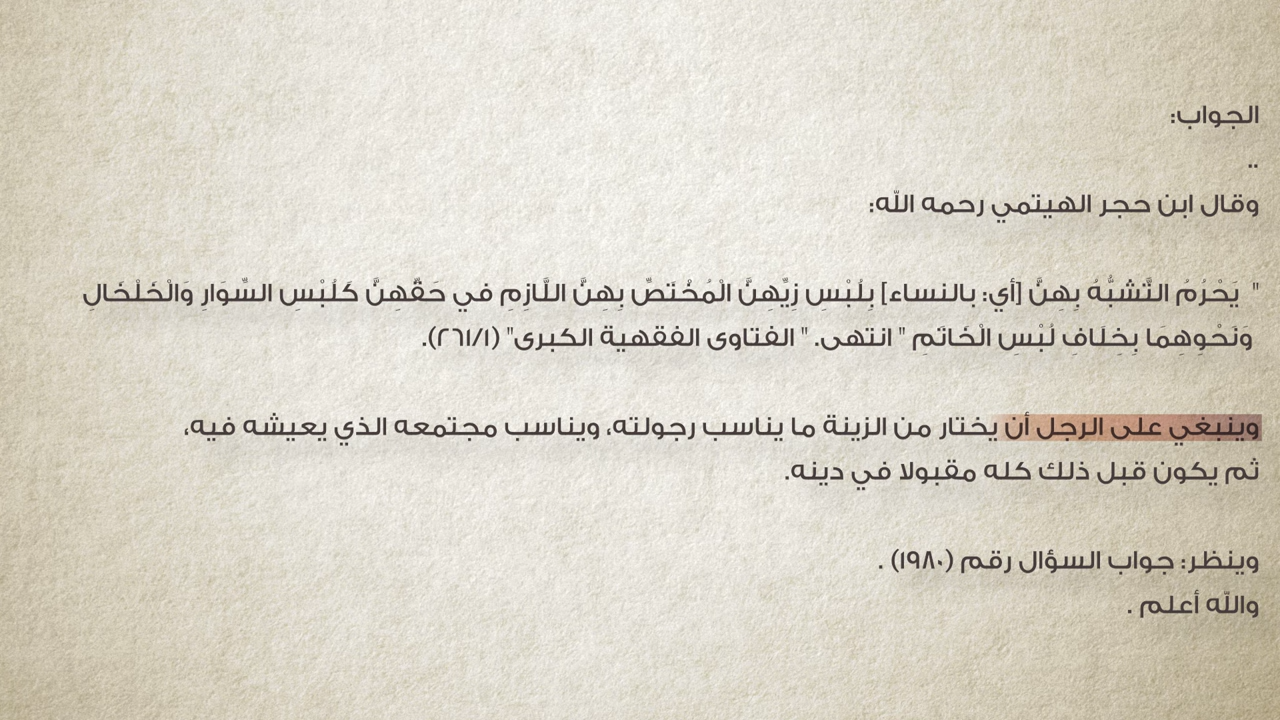 الجواب:
..
وقال ابن حجر الهيتمي رحمه الله:
" يَحْرُمُ التَّشَبُّهُ بِهِنَّ [أي: بالنساء] بِلُبْسِ زِيِّهِنَّ الْمُخْتَصِّ بِهِنَّ اللَّازِمِ في حَقِّهِنَّ كَلُبْسِ السِّوَارِ وَالْخَلْخَالِ
وَنَحْوِهِمَا بِخِلَافِ لُبْسِ الْخَاتَمِ " انتهى. " الفتاوى الفقهية الكبرى" (٢٦١/١).
وينبغي على الرجل أن يختار من الزينة ما يناسب رجولته، ويناسب مجتمعه الذي يعيشه فيه،
ثم يكون قبل ذلك كله مقبولا في دينه.
وينظر: جواب السؤال رقم (١٩٨٠) .
والله أعلم .